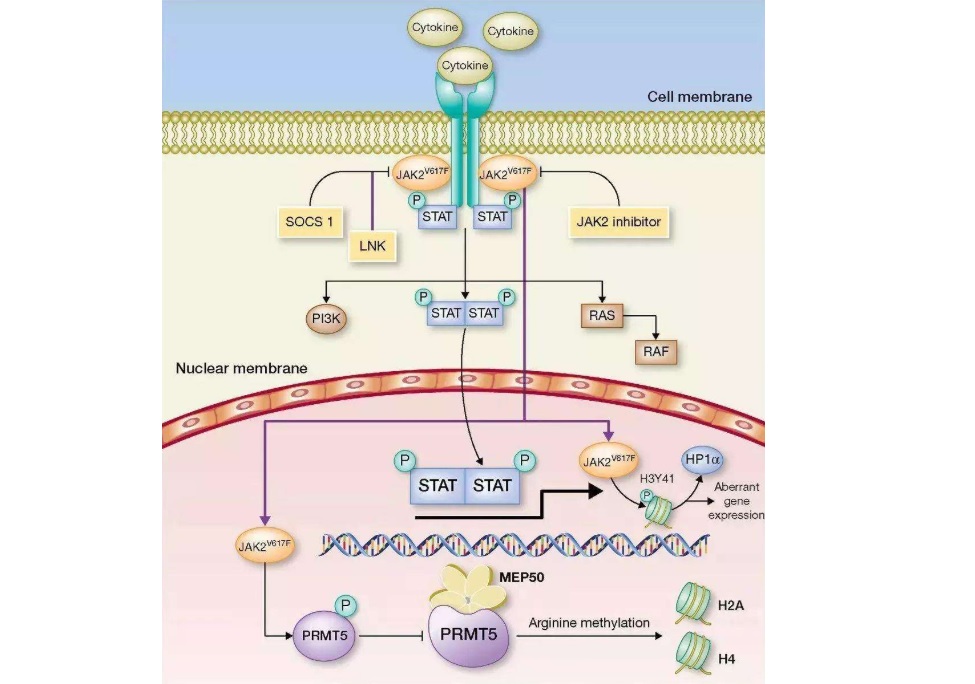 Cytokine
Cytokine
Cytokine
Cell membrane
JAK2V617F
JAK2V617F
P
P
SOCS 1
STAT
STAT
JAK2 inhibitor
LNK
P
P
PI3K
STAT
STAT
RAS
RAF
Nuclear membrane
P
P
JAK2V617F
HP1α
STAT
STAT
H3Y41
P
Aberrant
gene
expression
JAK2V617F
MEP50
P
PRMT5
PRMT5
Arginine methylation
H2A
H4